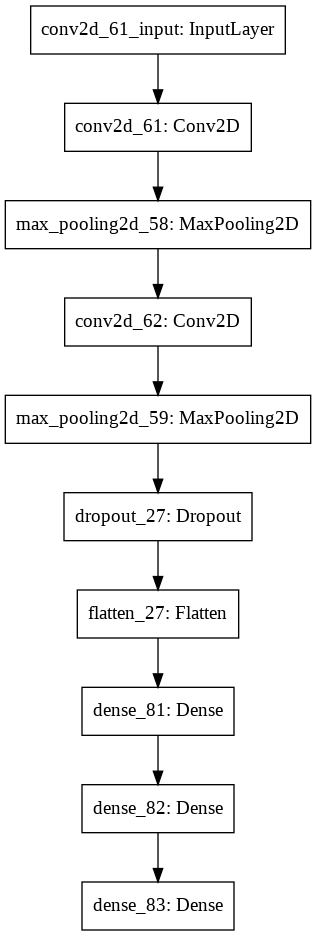 conv2d_61_input: InputLayer
conv2d_61: Conv2D
max_pooling2d_58: MaxPooling2D
conv2d_62: Conv2D
max_pooling2d_59: MaxPooling2D
dropout_27: Dropout
flatten_27: Flatten
dense_81: Dense
dense_82: Dense
dense_83: Dense